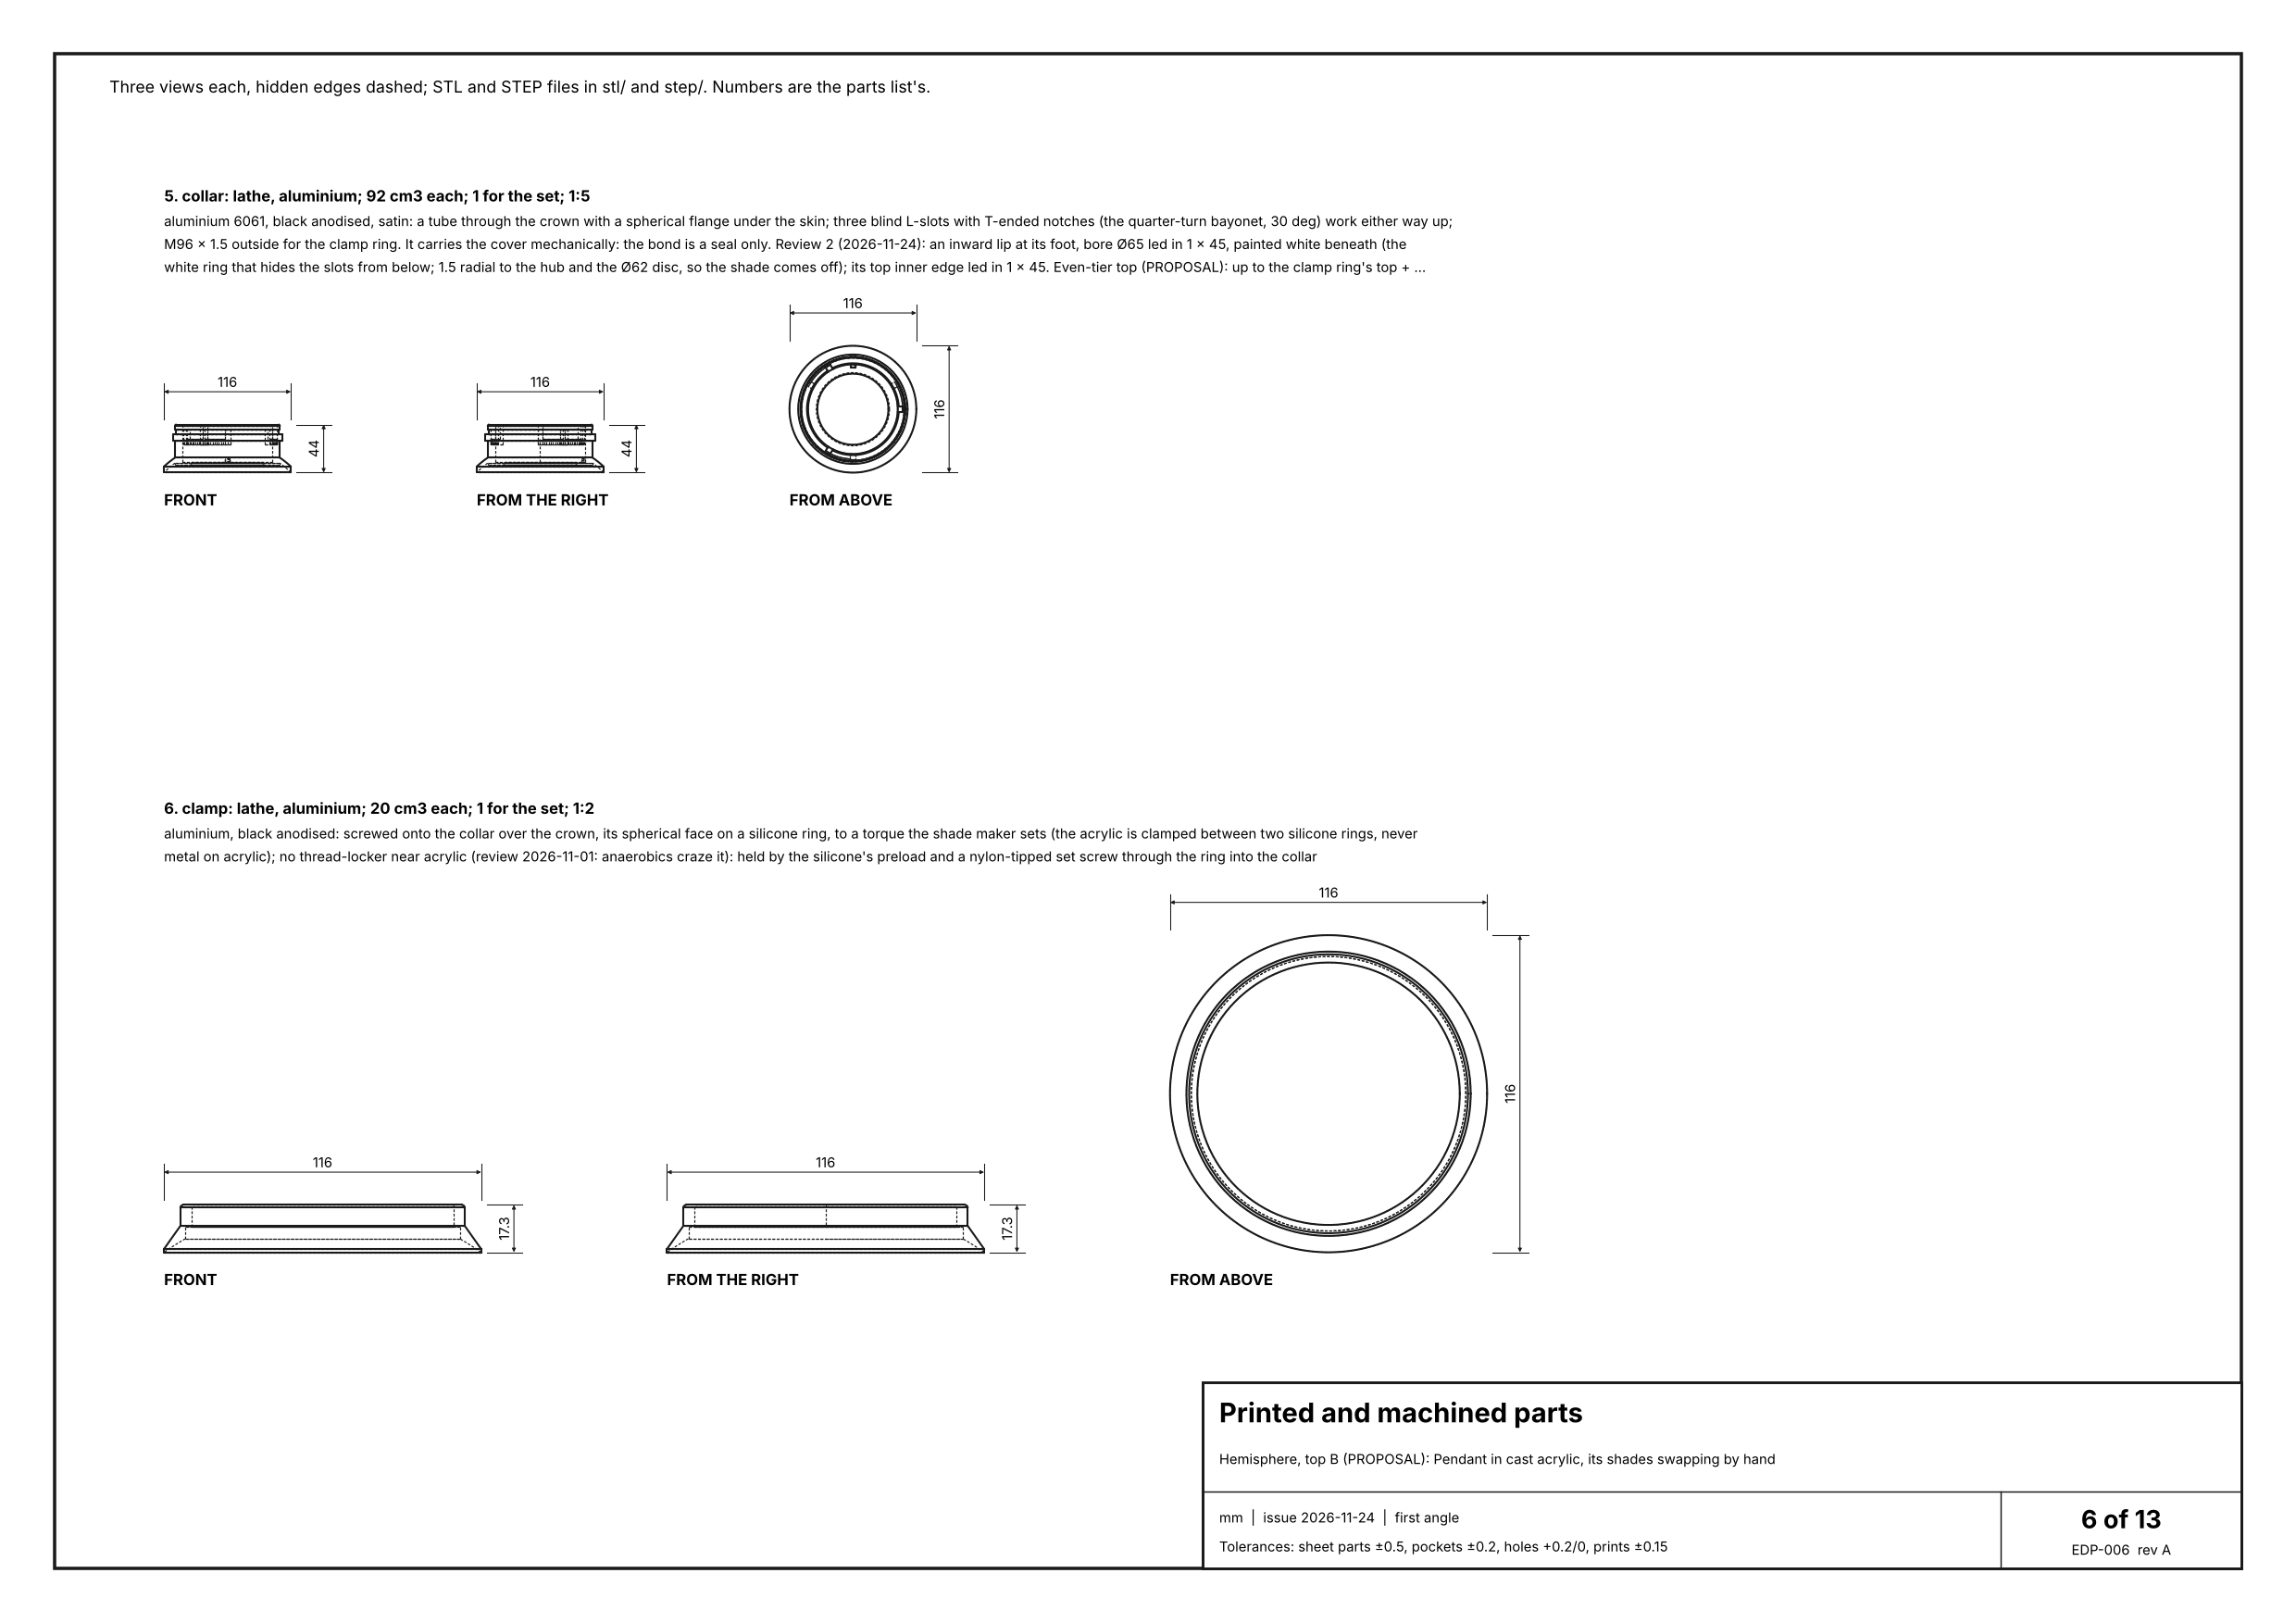 Three views each, hidden edges dashed; STL and STEP files in stl/ and step/. Numbers are the parts list's.
5. collar: lathe, aluminium; 92 cm3 each; 1 for the set; 1:5
aluminium 6061, black anodised, satin: a tube through the crown with a spherical flange under the skin; three blind L-slots with T-ended notches (the quarter-turn bayonet, 30 deg) work either way up;
M96 × 1.5 outside for the clamp ring. It carries the cover mechanically: the bond is a seal only. Review 2 (2026-11-24): an inward lip at its foot, bore Ø65 led in 1 × 45, painted white beneath (the
white ring that hides the slots from below; 1.5 radial to the hub and the Ø62 disc, so the shade comes off); its top inner edge led in 1 × 45. Even-tier top (PROPOSAL): up to the clamp ring's top + ...
116
116
116
44
44
116
FRONT
FROM THE RIGHT
FROM ABOVE
6. clamp: lathe, aluminium; 20 cm3 each; 1 for the set; 1:2
aluminium, black anodised: screwed onto the collar over the crown, its spherical face on a silicone ring, to a torque the shade maker sets (the acrylic is clamped between two silicone rings, never
metal on acrylic); no thread-locker near acrylic (review 2026-11-01: anaerobics craze it): held by the silicone's preload and a nylon-tipped set screw through the ring into the collar
116
116
116
116
17.3
17.3
FRONT
FROM THE RIGHT
FROM ABOVE
Printed and machined parts
Hemisphere, top B (PROPOSAL): Pendant in cast acrylic, its shades swapping by hand
mm | issue 2026-11-24 | first angle
Tolerances: sheet parts ±0.5, pockets ±0.2, holes +0.2/0, prints ±0.15
6 of 13
EDP-006 rev A